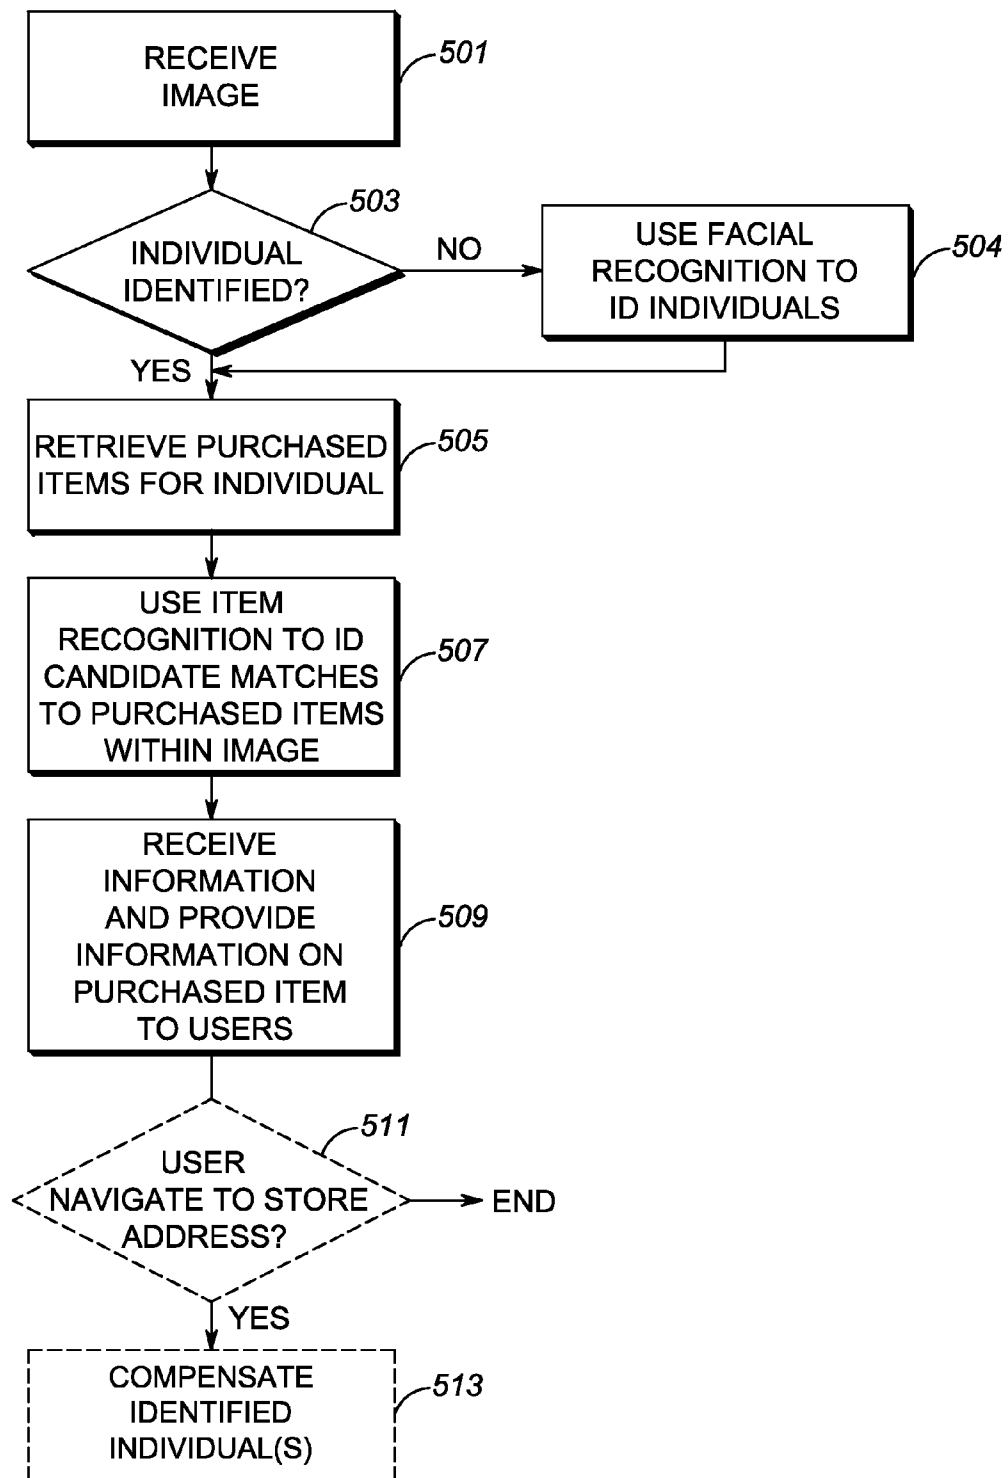 RECEIVE
IMAGE
501
503
INDIVIDUAL
IDENTIFIED?
NO
USE FACIAL
RECOGNITION TO
ID INDIVIDUALS
504
YES
RETRIEVE PURCHASED
ITEMS FOR INDIVIDUAL
505
USE ITEM
RECOGNITION TO ID
CANDIDATE MATCHES
TO PURCHASED ITEMS
WITHIN IMAGE
507
RECEIVE
INFORMATION
AND PROVIDE
INFORMATION ON
PURCHASED ITEM
TO USERS
509
511
USER
NAVIGATE TO STORE
ADDRESS?
END
YES
COMPENSATE
IDENTIFIED
INDIVIDUAL(S)
513